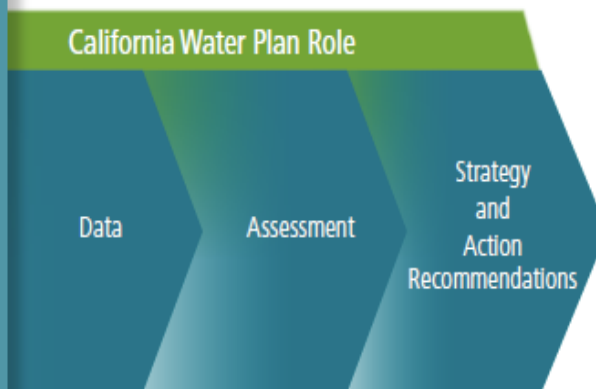 California Water Plan Role
Data
Assessment
Strategy
and
Action
Recommendations